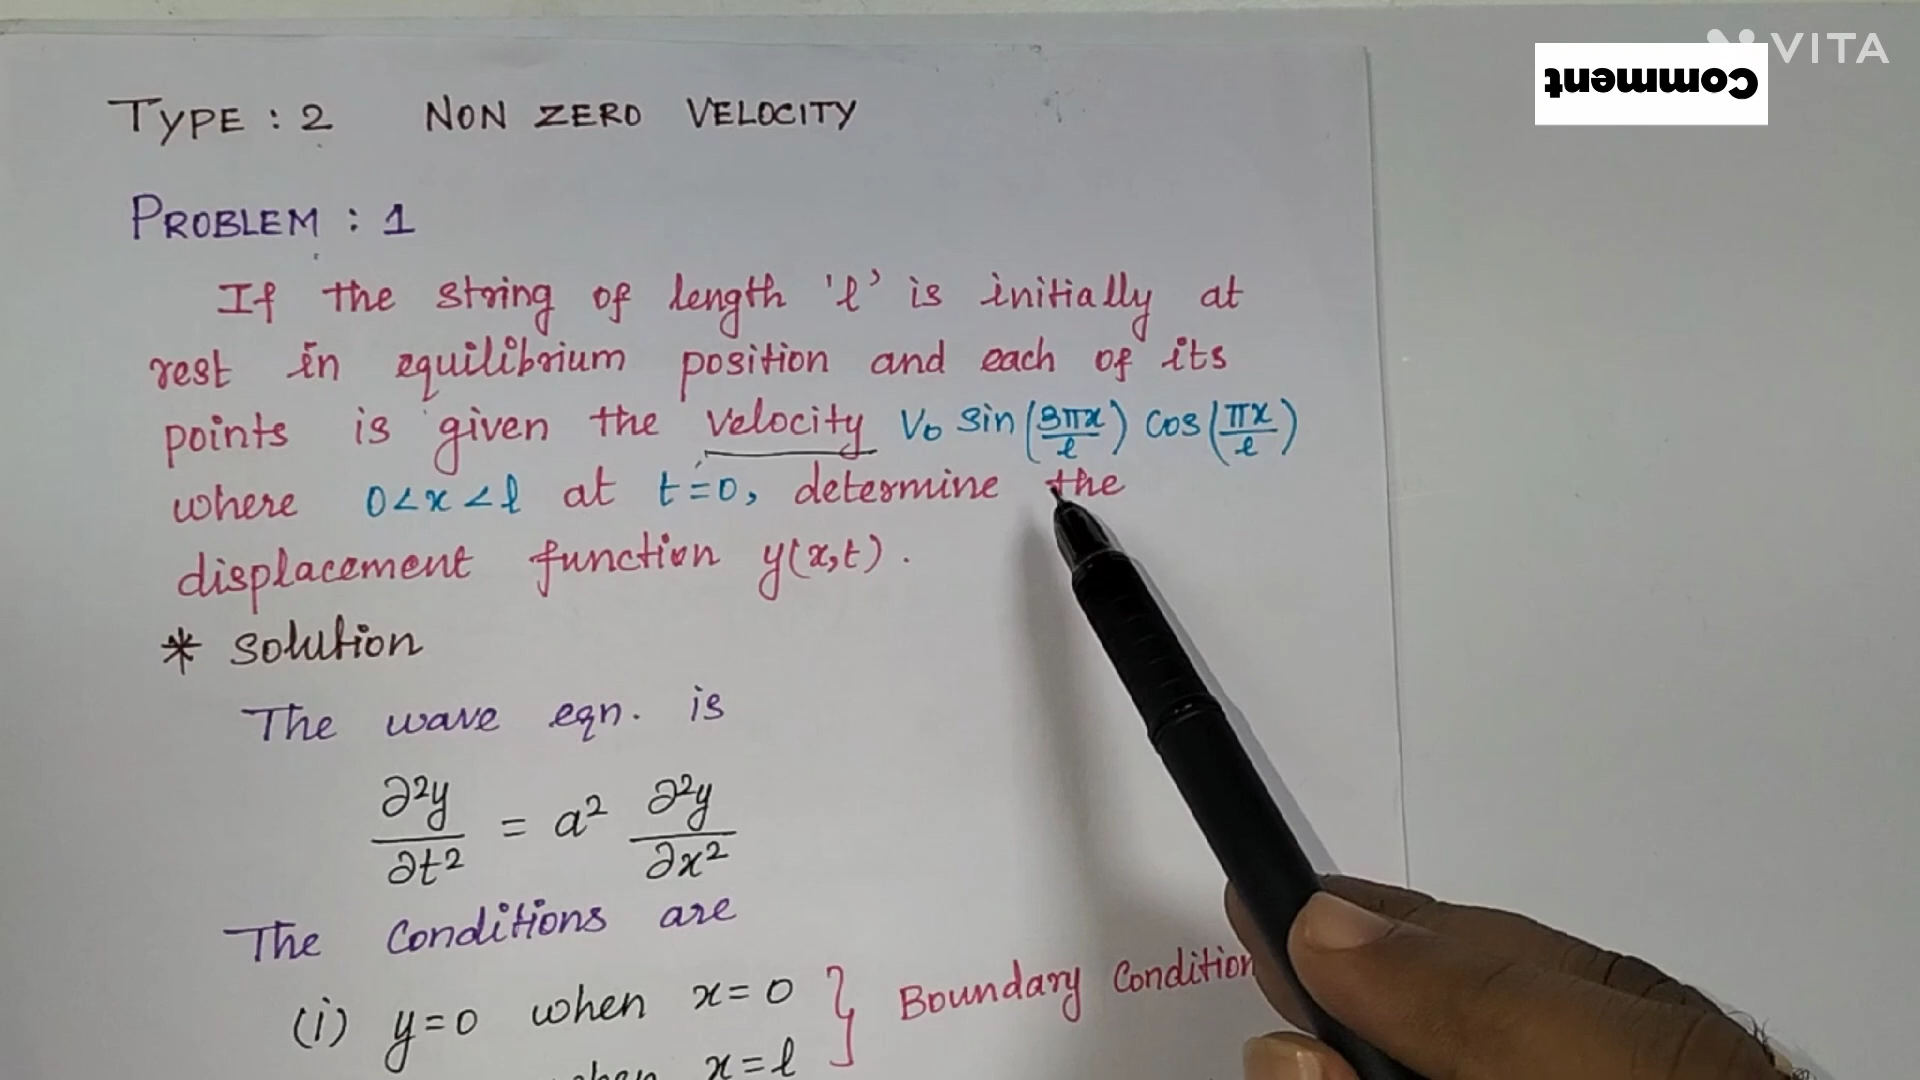 VITA
Comment
TYPE : 2 NON ZERO VELOCITY
PROBLEM : 1
If the string of length 'l' is initially at
rest in equilibrium position and each of its
points is given the velocity V₀ sin(3πx/l) cos(πx/l)
where 0<x<l at t=0, determine the
displacement function y(x,t).
* Solution
The wave eqn. is
∂²y/∂t² = a² ∂²y/∂x²
The Conditions are
(i) y=0 when x=0 } Boundary Condition
when x=l